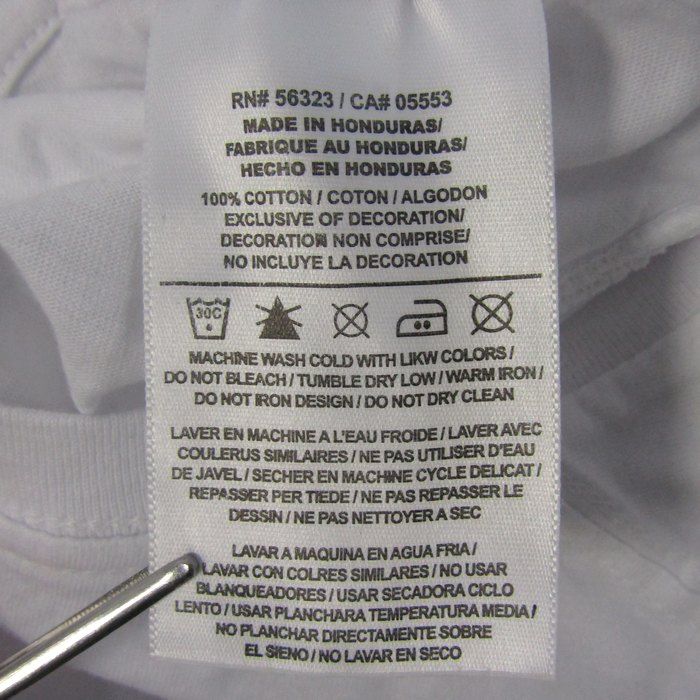 RN# 56323 / CA# 05553
MADE IN HONDURAS/
FABRIQUE AU HONDURAS/
HECHO EN HONDURAS
100% COTTON / COTON / ALGODON
EXCLUSIVE OF DECORATION/
DECORATION NON COMPRISE/
NO INCLUYE LA DECORATION
30C
MACHINE WASH COLD WITH LIKW COLORS /
DO NOT BLEACH / TUMBLE DRY LOW / WARM IRON /
DO NOT IRON DESIGN / DO NOT DRY CLEAN
LAVER EN MACHINE A L'EAU FROIDE / LAVER AVEC
COULERUS SIMILAIRES / NE PAS UTILISER D'EAU
DE JAVEL / SECHER EN MACHINE CYCLE DELICAT /
REPASSER PER TIEDE / NE PAS REPASSER LE
DESSIN / NE PAS NETTOYER A SEC
LAVAR A MAQUINA EN AGUA FRIA /
LAVAR CON COLRES SIMILARES / NO USAR
BLANQUEADORES / USAR SECADORA CICLO
LENTO / USAR PLANCHARA TEMPERATURA MEDIA /
NO PLANCHAR DIRECTAMENTE SOBRE
EL SIENO / NO LAVAR EN SECO